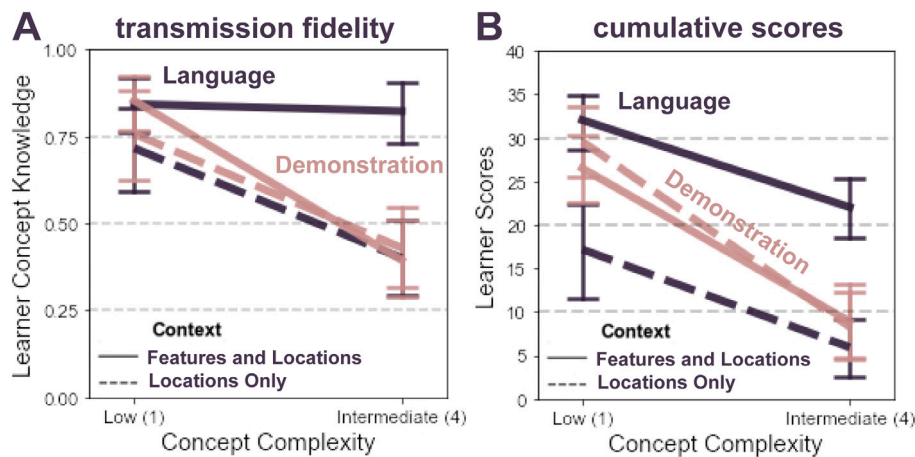 A transmission fidelity
Learner Concept Knowledge
1.00
0.75
0.50
0.25
0.00
Language
Demonstration
Context
Features and Locations
Locations Only
Low (1)
Intermediate (4)
Concept Complexity
B cumulative scores
Learner Scores
40
35
30
25
20
15
10
5
0
Language
Demonstration
Context
Features and Locations
Locations Only
Low (1)
Intermediate (4)
Concept Complexity